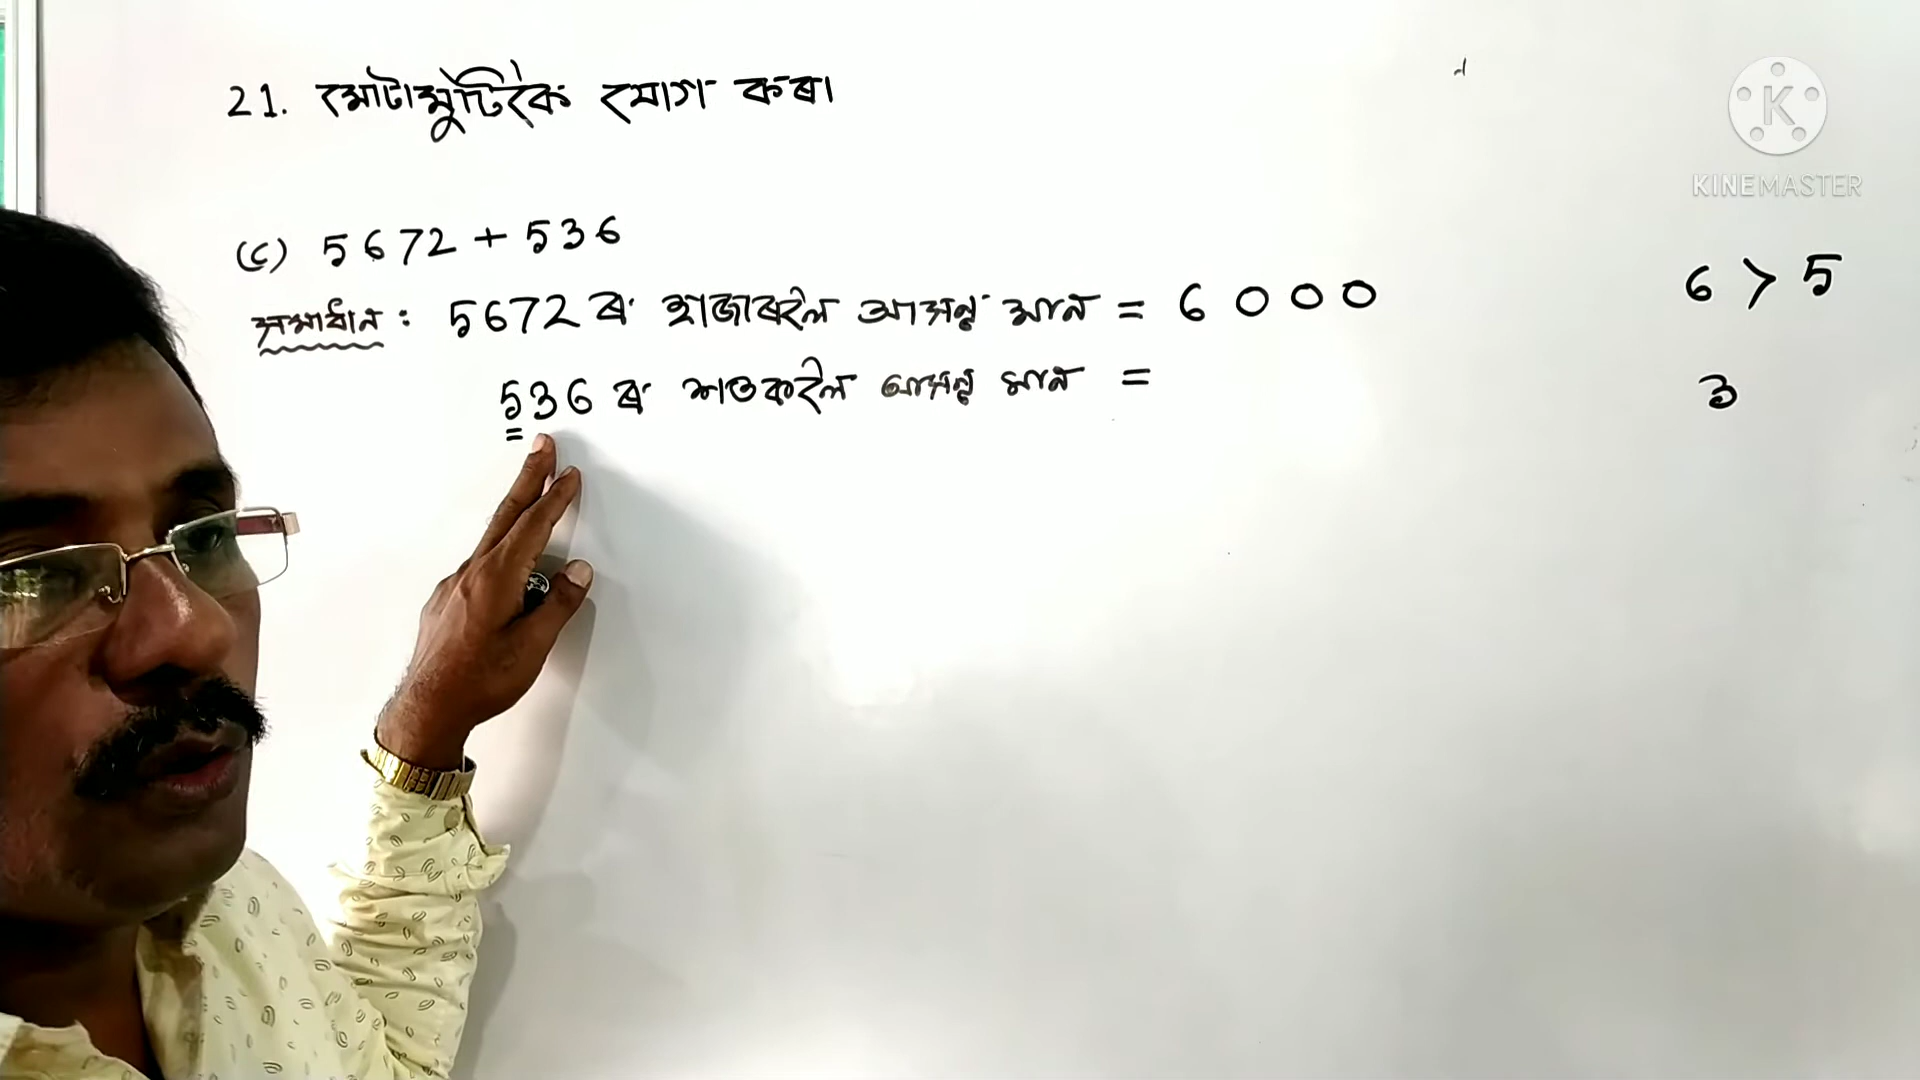 21. মোটামুটিকৈ যোগ কৰা।
(c) 5672 + 536
সমাধান : 5672 ৰ হাজাৰলৈ আসন্ন মান = 6000
536 ৰ শতকলৈ আসন্ন মান =
6 > 5
3
KINEMASTER